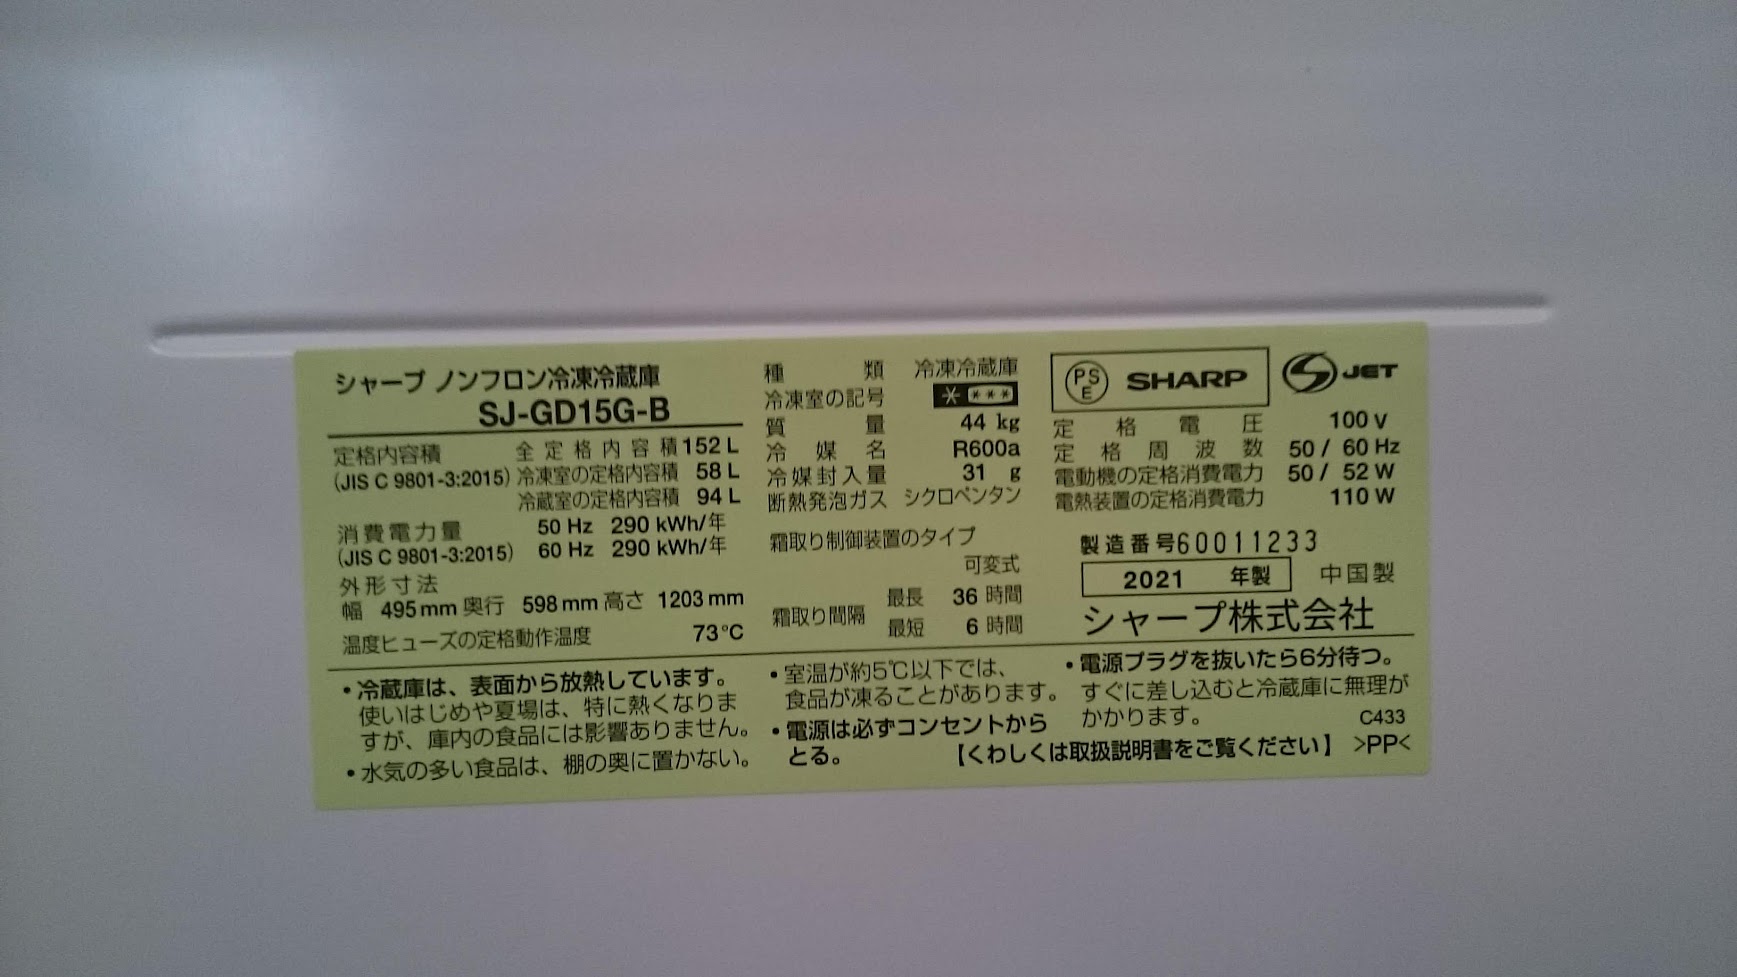 シャープ ノンフロン冷凍冷蔵庫
SJ-GD15G-B
定格内容積 全定格内容積 152 L
(JIS C 9801-3:2015) 冷凍室の定格内容積 58 L
冷蔵室の定格内容積 94 L
消費電力量 50 Hz 290 kWh/年
(JIS C 9801-3:2015) 60 Hz 290 kWh/年
外形寸法
幅 495 mm 奥行 598 mm 高さ 1203 mm
温度ヒューズの定格動作温度 73℃
種類 冷凍冷蔵庫
冷凍室の記号 * ***
質量 44 kg
冷媒名 R600a
冷媒封入量 31 g
断熱発泡ガス シクロペンタン
霜取り制御装置のタイプ
可変式
霜取り間隔 最長 36 時間
最短 6 時間
PSE SHARP S JET
定格電圧 100 V
定格周波数 50 / 60 Hz
電動機の定格消費電力 50 / 52 W
電熱装置の定格消費電力 110 W
製造番号 60011233
2021 年製 中国製
シャープ株式会社
・冷蔵庫は、表面から放熱しています。
使いはじめや夏場は、特に熱くなりま
すが、庫内の食品には影響ありません。
・水気の多い食品は、棚の奥に置かない。
・室温が約5℃以下では、
食品が凍ることがあります。
・電源は必ずコンセントから
とる。
・電源プラグを抜いたら6分待つ。
すぐに差し込むと冷蔵庫に無理が
かかります。 C433
【くわしくは取扱説明書をご覧ください】 >PP<